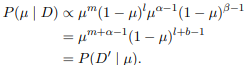 P(μ | D) ∝ μ^m(1 − μ)^l μ^{α−1}(1 − μ)^{β−1}
= μ^{m+α−1}(1 − μ)^{l+b−1}
= P(D′ | μ).